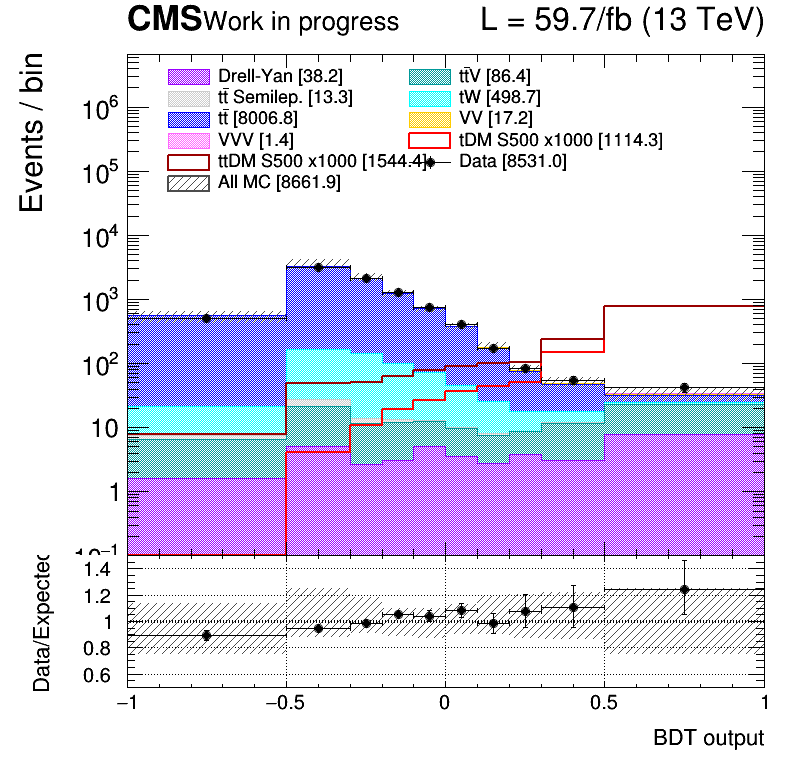 CMS Work in progress L = 59.7/fb (13 TeV)
Events / bin
Drell-Yan [38.2] tt̄V [86.4]
tt̄ Semilep. [13.3] tW [498.7]
tt̄ [8006.8] VV [17.2]
VVV [1.4] tDM S500 x1000 [1114.3]
ttDM S500 x1000 [1544.4] Data [8531.0]
All MC [8661.9]
10⁶
10⁵
10⁴
10³
10²
10
1
10⁻¹
Data/Expected
1.4
1.2
1
0.8
0.6
−1 −0.5 0 0.5 1
BDT output